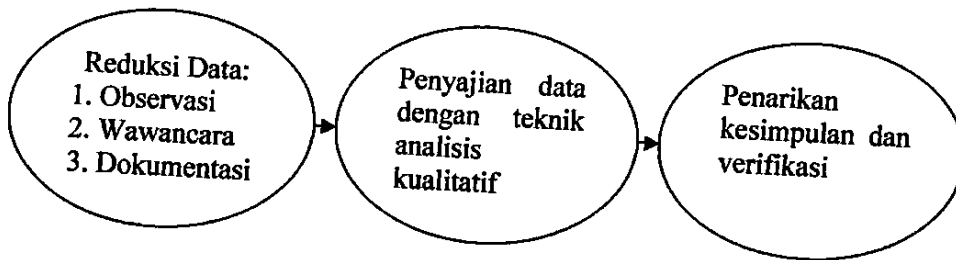 Reduksi Data:
1. Observasi
2. Wawancara
3. Dokumentasi
Penyajian data
dengan teknik
analisis
kualitatif
Penarikan
kesimpulan dan
verifikasi